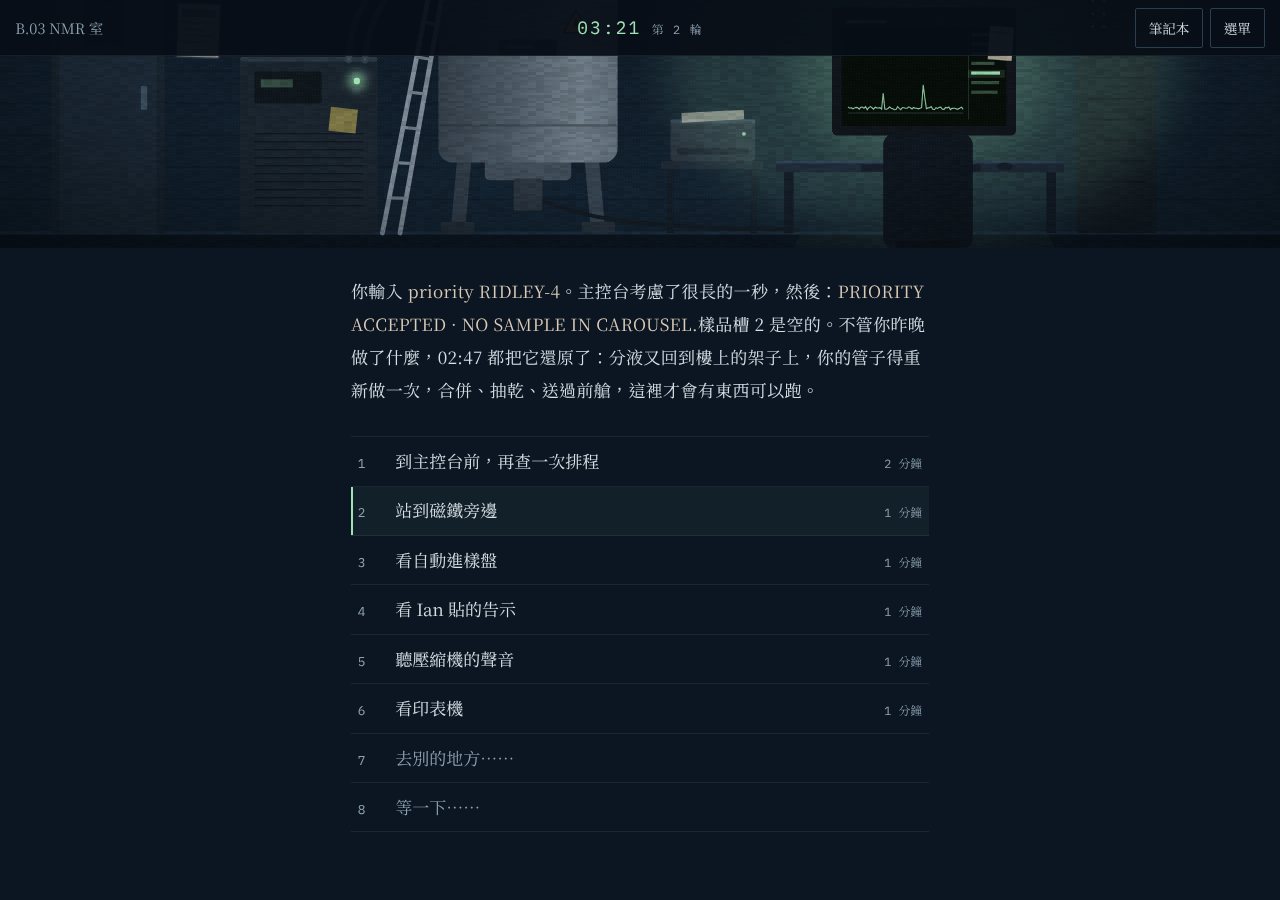 B.03 NMR 室
03:21 第 2 輪
筆記本
選單
你輸入 priority RIDLEY-4。主控台考慮了很長的一秒，然後：PRIORITY
ACCEPTED · NO SAMPLE IN CAROUSEL.樣品槽 2 是空的。不管你昨晚
做了什麼，02:47 都把它還原了：分液又回到樓上的架子上，你的管子得重
新做一次，合併、抽乾、送過前艙，這裡才會有東西可以跑。
1 到主控台前，再查一次排程 2 分鐘
2 站到磁鐵旁邊 1 分鐘
3 看自動進樣盤 1 分鐘
4 看 Ian 貼的告示 1 分鐘
5 聽壓縮機的聲音 1 分鐘
6 看印表機 1 分鐘
7 去別的地方⋯⋯
8 等一下⋯⋯